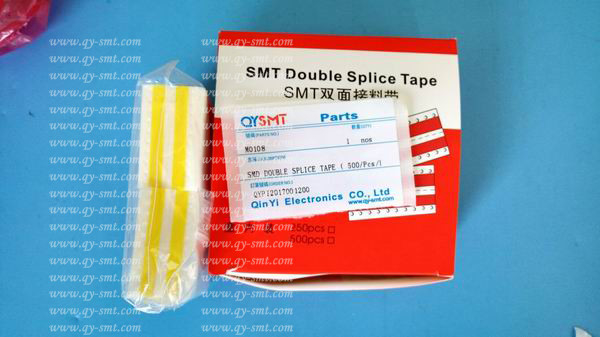 SMT Double Splice Tape
SMT双面接料带
QYSMT Parts
M0108 1 nos
SMD DOUBLE SPLICE TAPE ( 500/Pcs/
QYPI2017001200
QinYi Electronics CO., Ltd
www.qy-smt.com
250pcs□
500pcs□
www.qy-smt.com